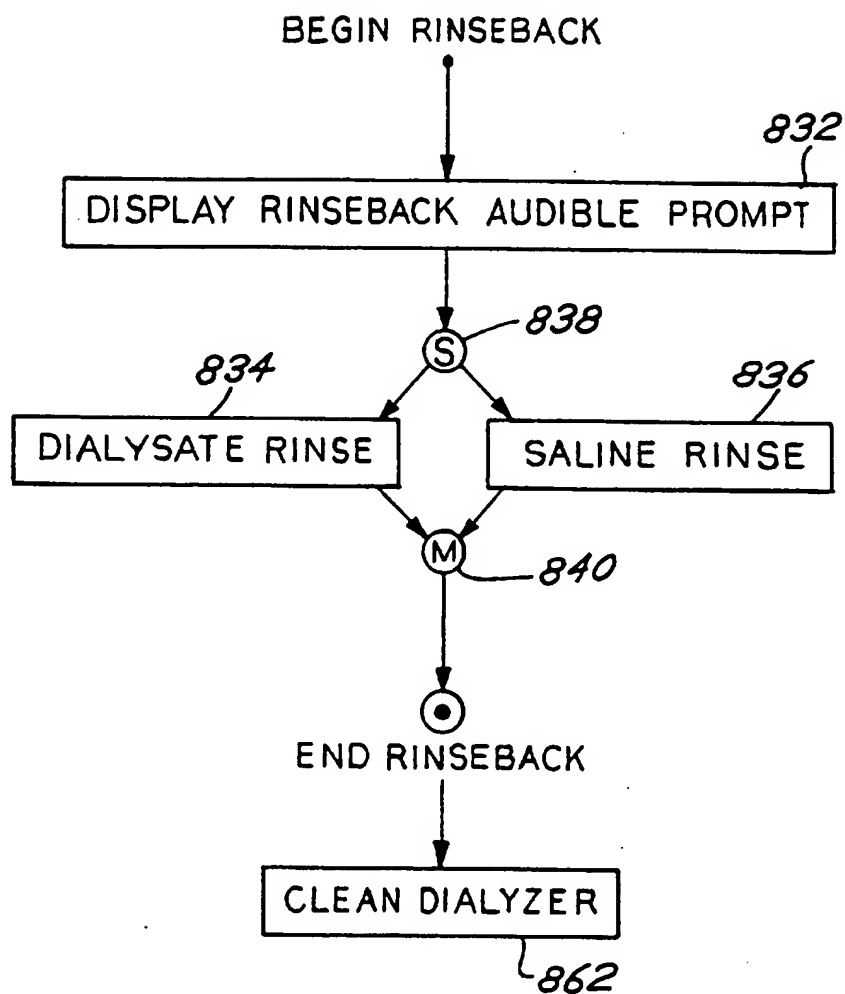 BEGIN RINSEBACK
832
DISPLAY RINSEBACK AUDIBLE PROMPT
838
S
834
836
DIALYSATE RINSE
SALINE RINSE
M
840
END RINSEBACK
CLEAN DIALYZER
862